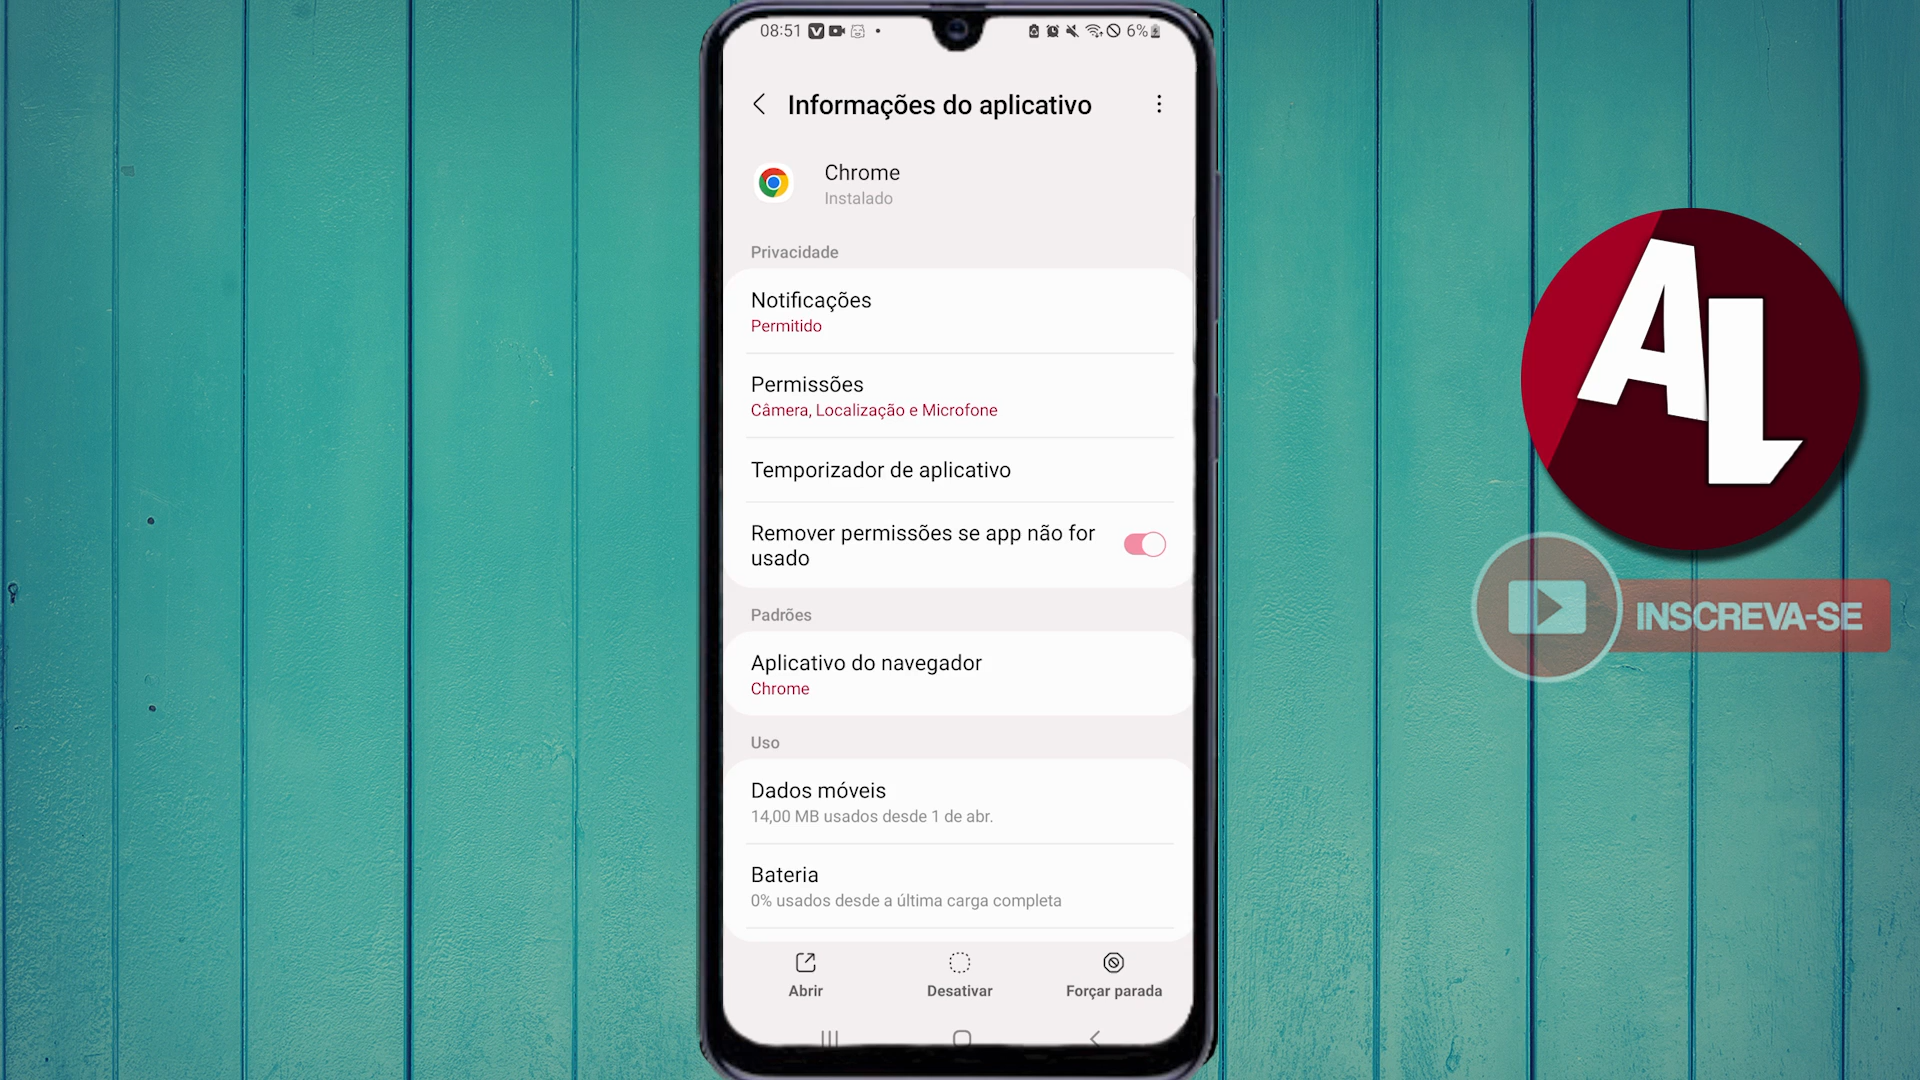 08:51
6%
Informações do aplicativo
Chrome
Instalado
Privacidade
Notificações
Permitido
Permissões
Câmera, Localização e Microfone
Temporizador de aplicativo
Remover permissões se app não for
usado
Padrões
Aplicativo do navegador
Chrome
Uso
Dados móveis
14,00 MB usados desde 1 de abr.
Bateria
0% usados desde a última carga completa
Abrir
Desativar
Forçar parada
AL
INSCREVA-SE